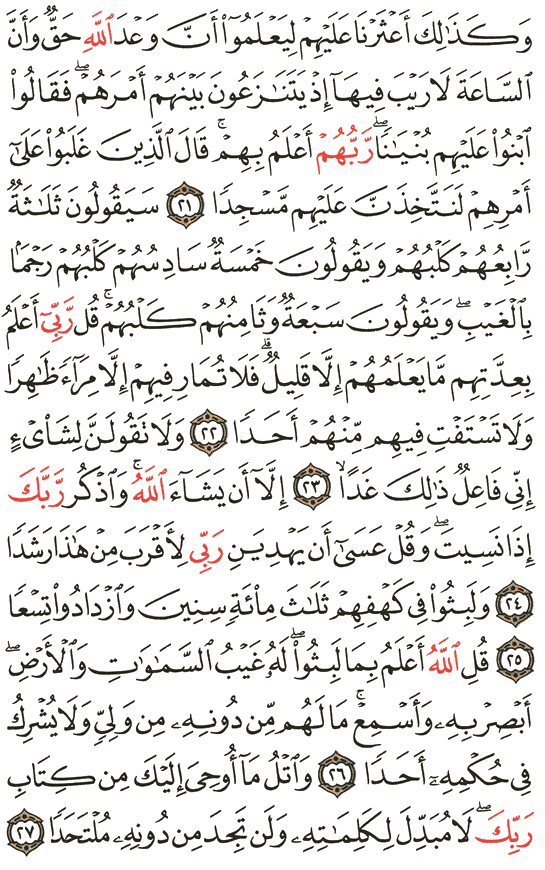 وَكَذَٰلِكَ أَعْثَرْنَا عَلَيْهِمْ لِيَعْلَمُوٓا۟ أَنَّ وَعْدَ ٱللَّهِ حَقٌّ وَأَنَّ
ٱلسَّاعَةَ لَا رَيْبَ فِيهَآ إِذْ يَتَنَـٰزَعُونَ بَيْنَهُمْ أَمْرَهُمْ ۖ فَقَالُوا۟
ٱبْنُوا۟ عَلَيْهِم بُنْيَـٰنًا ۖ رَّبُّهُمْ أَعْلَمُ بِهِمْ ۚ قَالَ ٱلَّذِينَ غَلَبُوا۟ عَلَىٰٓ
أَمْرِهِمْ لَنَتَّخِذَنَّ عَلَيْهِم مَّسْجِدًا ٢١ سَيَقُولُونَ ثَلَـٰثَةٌ
رَّابِعُهُمْ كَلْبُهُمْ وَيَقُولُونَ خَمْسَةٌ سَادِسُهُمْ كَلْبُهُمْ رَجْمًۢا
بِٱلْغَيْبِ ۖ وَيَقُولُونَ سَبْعَةٌ وَثَامِنُهُمْ كَلْبُهُمْ ۚ قُل رَّبِّىٓ أَعْلَمُ
بِعِدَّتِهِم مَّا يَعْلَمُهُمْ إِلَّا قَلِيلٌ ۗ فَلَا تُمَارِ فِيهِمْ إِلَّا مِرَآءً ظَـٰهِرًا
وَلَا تَسْتَفْتِ فِيهِم مِّنْهُمْ أَحَدًا ٢٢ وَلَا تَقُولَنَّ لِشَا۟ىْءٍ
إِنِّى فَاعِلٌ ذَٰلِكَ غَدًا ٢٣ إِلَّآ أَن يَشَآءَ ٱللَّهُ ۚ وَٱذْكُر رَّبَّكَ
إِذَا نَسِيتَ وَقُلْ عَسَىٰٓ أَن يَهْدِيَنِ رَبِّى لِأَقْرَبَ مِنْ هَـٰذَا رَشَدًا
٢٤ وَلَبِثُوا۟ فِى كَهْفِهِمْ ثَلَـٰثَ مِا۟ئَةٍ سِنِينَ وَٱزْدَادُوا۟ تِسْعًا
٢٥ قُلِ ٱللَّهُ أَعْلَمُ بِمَا لَبِثُوا۟ ۖ لَهُۥ غَيْبُ ٱلسَّمَـٰوَٰتِ وَٱلْأَرْضِ ۖ
أَبْصِرْ بِهِۦ وَأَسْمِعْ ۚ مَا لَهُم مِّن دُونِهِۦ مِن وَلِىٍّ وَلَا يُشْرِكُ
فِى حُكْمِهِۦٓ أَحَدًا ٢٦ وَٱتْلُ مَآ أُوحِىَ إِلَيْكَ مِن كِتَابِ
رَبِّكَ ۖ لَا مُبَدِّلَ لِكَلِمَـٰتِهِۦ وَلَن تَجِدَ مِن دُونِهِۦ مُلْتَحَدًا ٢٧